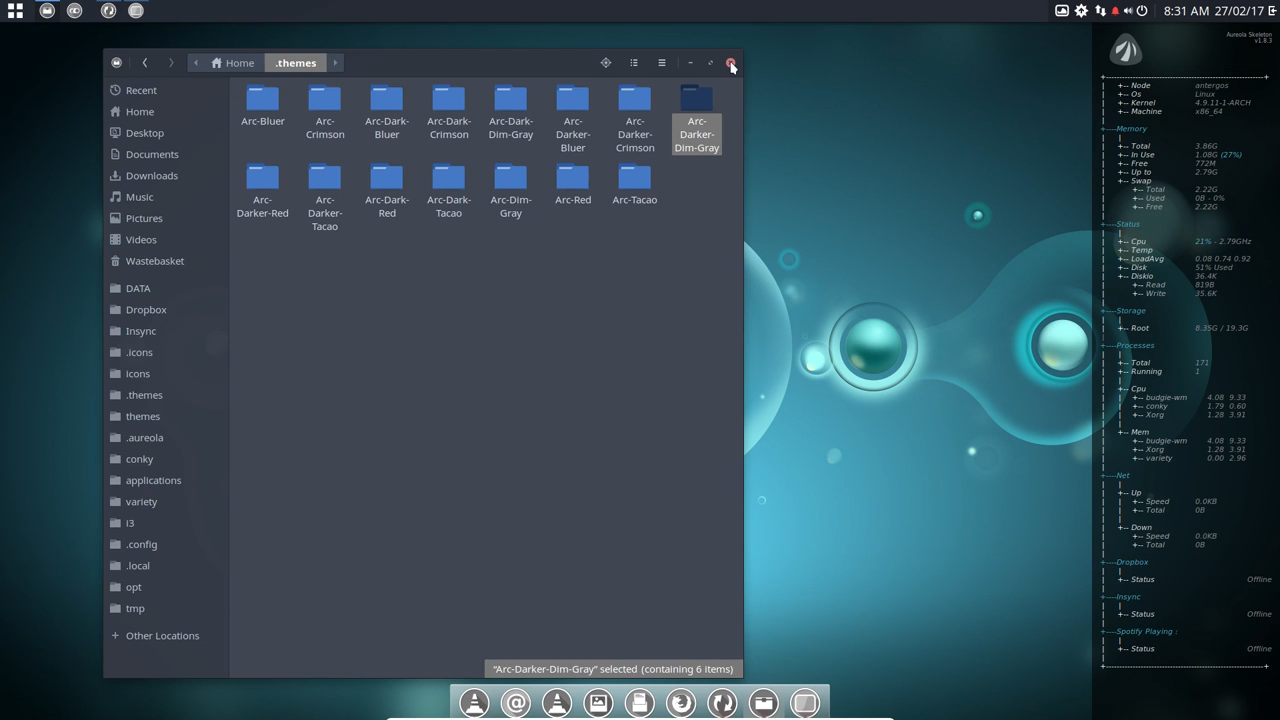 8:31 AM 27/02/17
Home
.themes
Recent
Home
Desktop
Documents
Downloads
Music
Pictures
Videos
Wastebasket
DATA
Dropbox
Insync
.icons
icons
.themes
themes
.aureola
conky
applications
variety
i3
.config
.local
opt
tmp
+ Other Locations
Arc-Bluer
Arc-
Crimson
Arc-Dark-
Bluer
Arc-Dark-
Crimson
Arc-Dark-
Dim-Gray
Arc-
Darker-
Bluer
Arc-
Darker-
Crimson
Arc-
Darker-
Dim-Gray
Arc-
Darker-Red
Arc-
Darker-
Tacao
Arc-Dark-
Red
Arc-Dark-
Tacao
Arc-Dim-
Gray
Arc-Red
Arc-Tacao
“Arc-Darker-Dim-Gray” selected (containing 6 items)
Aureola Skeleton
v1.8.3
+-- Node antergos
+-- Os Linux
+-- Kernel 4.9.11-1-ARCH
+-- Machine x86_64
+----Memory
+-- Total 3.86G
+-- In Use 1.08G (27%)
+-- Free 772M
+-- Up to 2.79G
+-- Swap
+-- Total 2.22G
+-- Used 0B - 0%
+-- Free 2.22G
+----Status
+-- Cpu 21% - 2.79GHz
+-- Temp
+-- LoadAvg 0.08 0.74 0.92
+-- Disk 51% Used
+-- Diskio 36.4K
+-- Read 819B
+-- Write 35.6K
+----Storage
+-- Root 8.35G / 19.3G
+----Processes
+-- Total 171
+-- Running 1
+-- Cpu
+-- budgie-wm 4.08 9.33
+-- conky 1.79 0.60
+-- Xorg 1.28 3.91
+-- Mem
+-- budgie-wm 4.08 9.33
+-- Xorg 1.28 3.91
+-- variety 0.00 2.96
+----Net
+-- Up
+-- Speed 0.0KB
+-- Total 0B
+-- Down
+-- Speed 0.0KB
+-- Total 0B
+----Dropbox
+-- Status Offline
+----Insync
+-- Status Offline
+----Spotify Playing :
+-- Status Offline